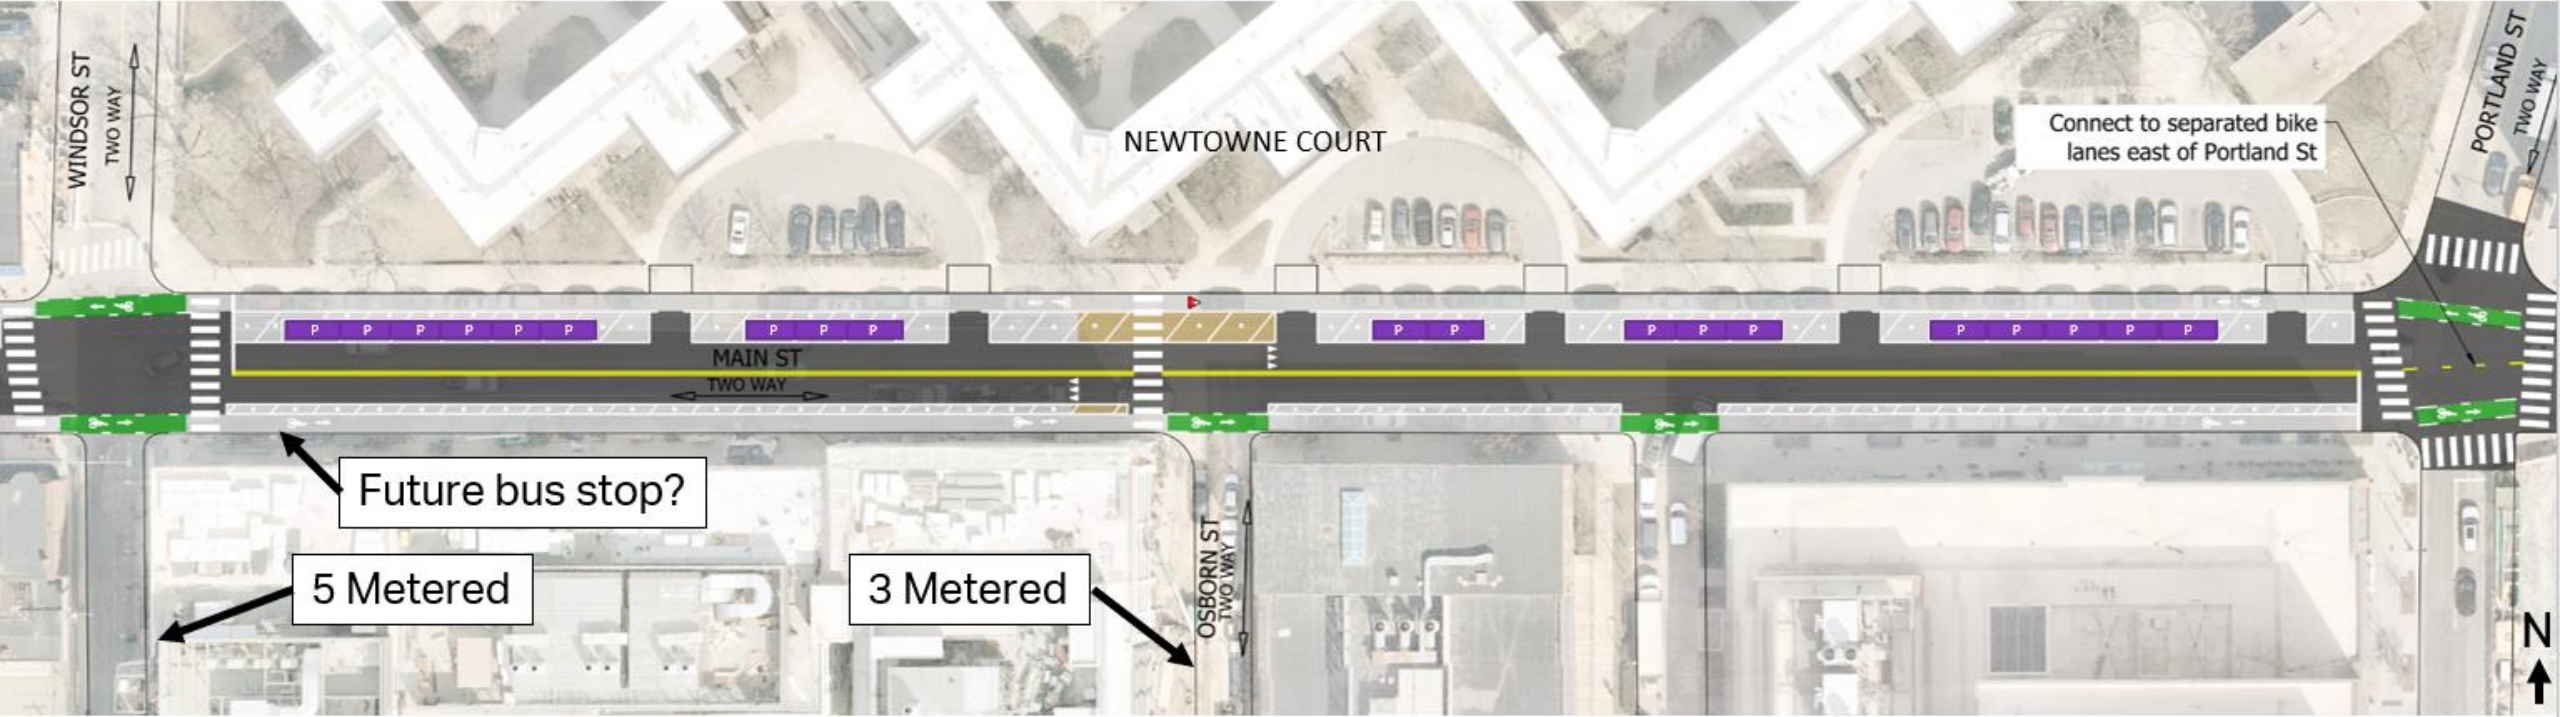 WINDSOR ST
TWO WAY
NEWTOWNE COURT
Connect to separated bike
lanes east of Portland St
PORTLAND ST
TWO WAY
P P P P P P P P P P P P P P P P P P P
MAIN ST
TWO WAY
Future bus stop?
5 Metered
3 Metered
OSBORN ST
TWO WAY
N